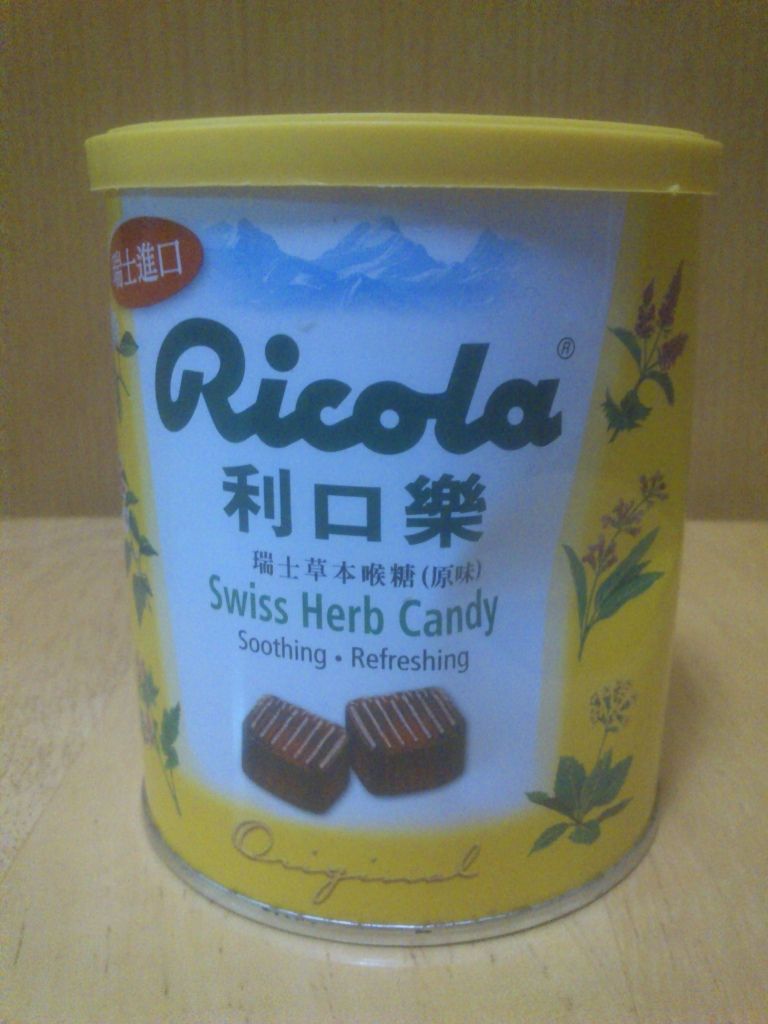 瑞士進口
Ricola®
利口樂
瑞士草本喉糖(原味)
Swiss Herb Candy
Soothing • Refreshing
Original